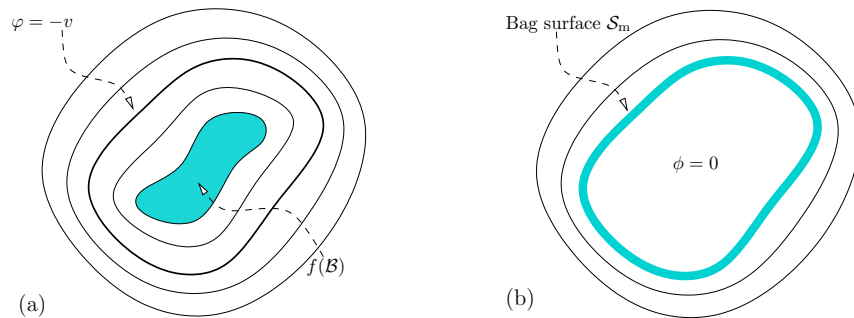 φ = −v
f(ℬ)
(a)
Bag surface 𝒮ₘ
ϕ = 0
(b)